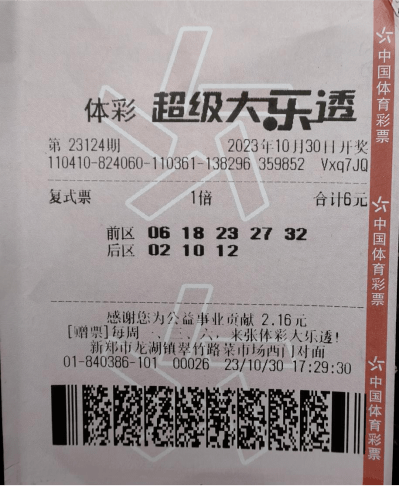 体彩 超级大乐透
第 23124期 2023年10月30日开奖
110410-824060-110361-138296 359852 Vxq7JQ
复式票 1倍 合计6元
前区 06 18 23 27 32
后区 02 10 12
感谢您为公益事业贡献 2.16元
[赠票]每周一、三、六，来张体彩大乐透!
新郑市龙湖镇翠竹路菜市场西门对面
01-840386-101 00026 23/10/30 17:29:30
中国体育彩票
中国体育彩票
中国体育彩票